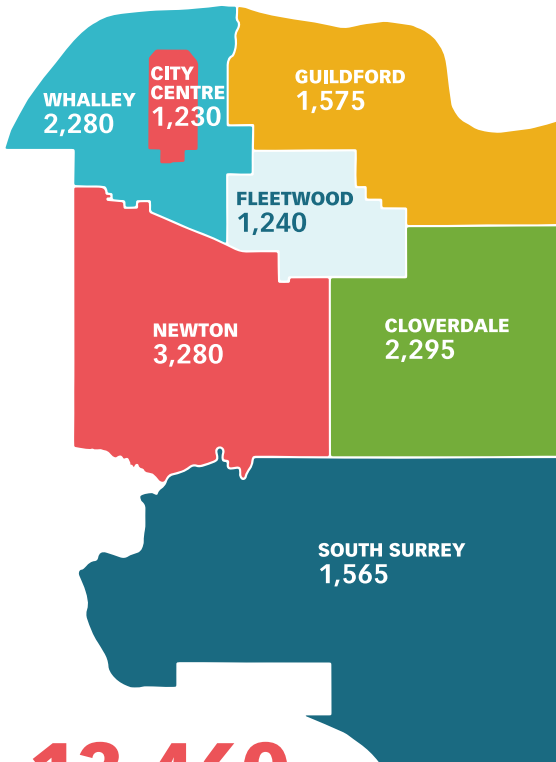 CITY
CENTRE
1,230
WHALLEY
2,280
GUILDFORD
1,575
FLEETWOOD
1,240
NEWTON
3,280
CLOVERDALE
2,295
SOUTH SURREY
1,565